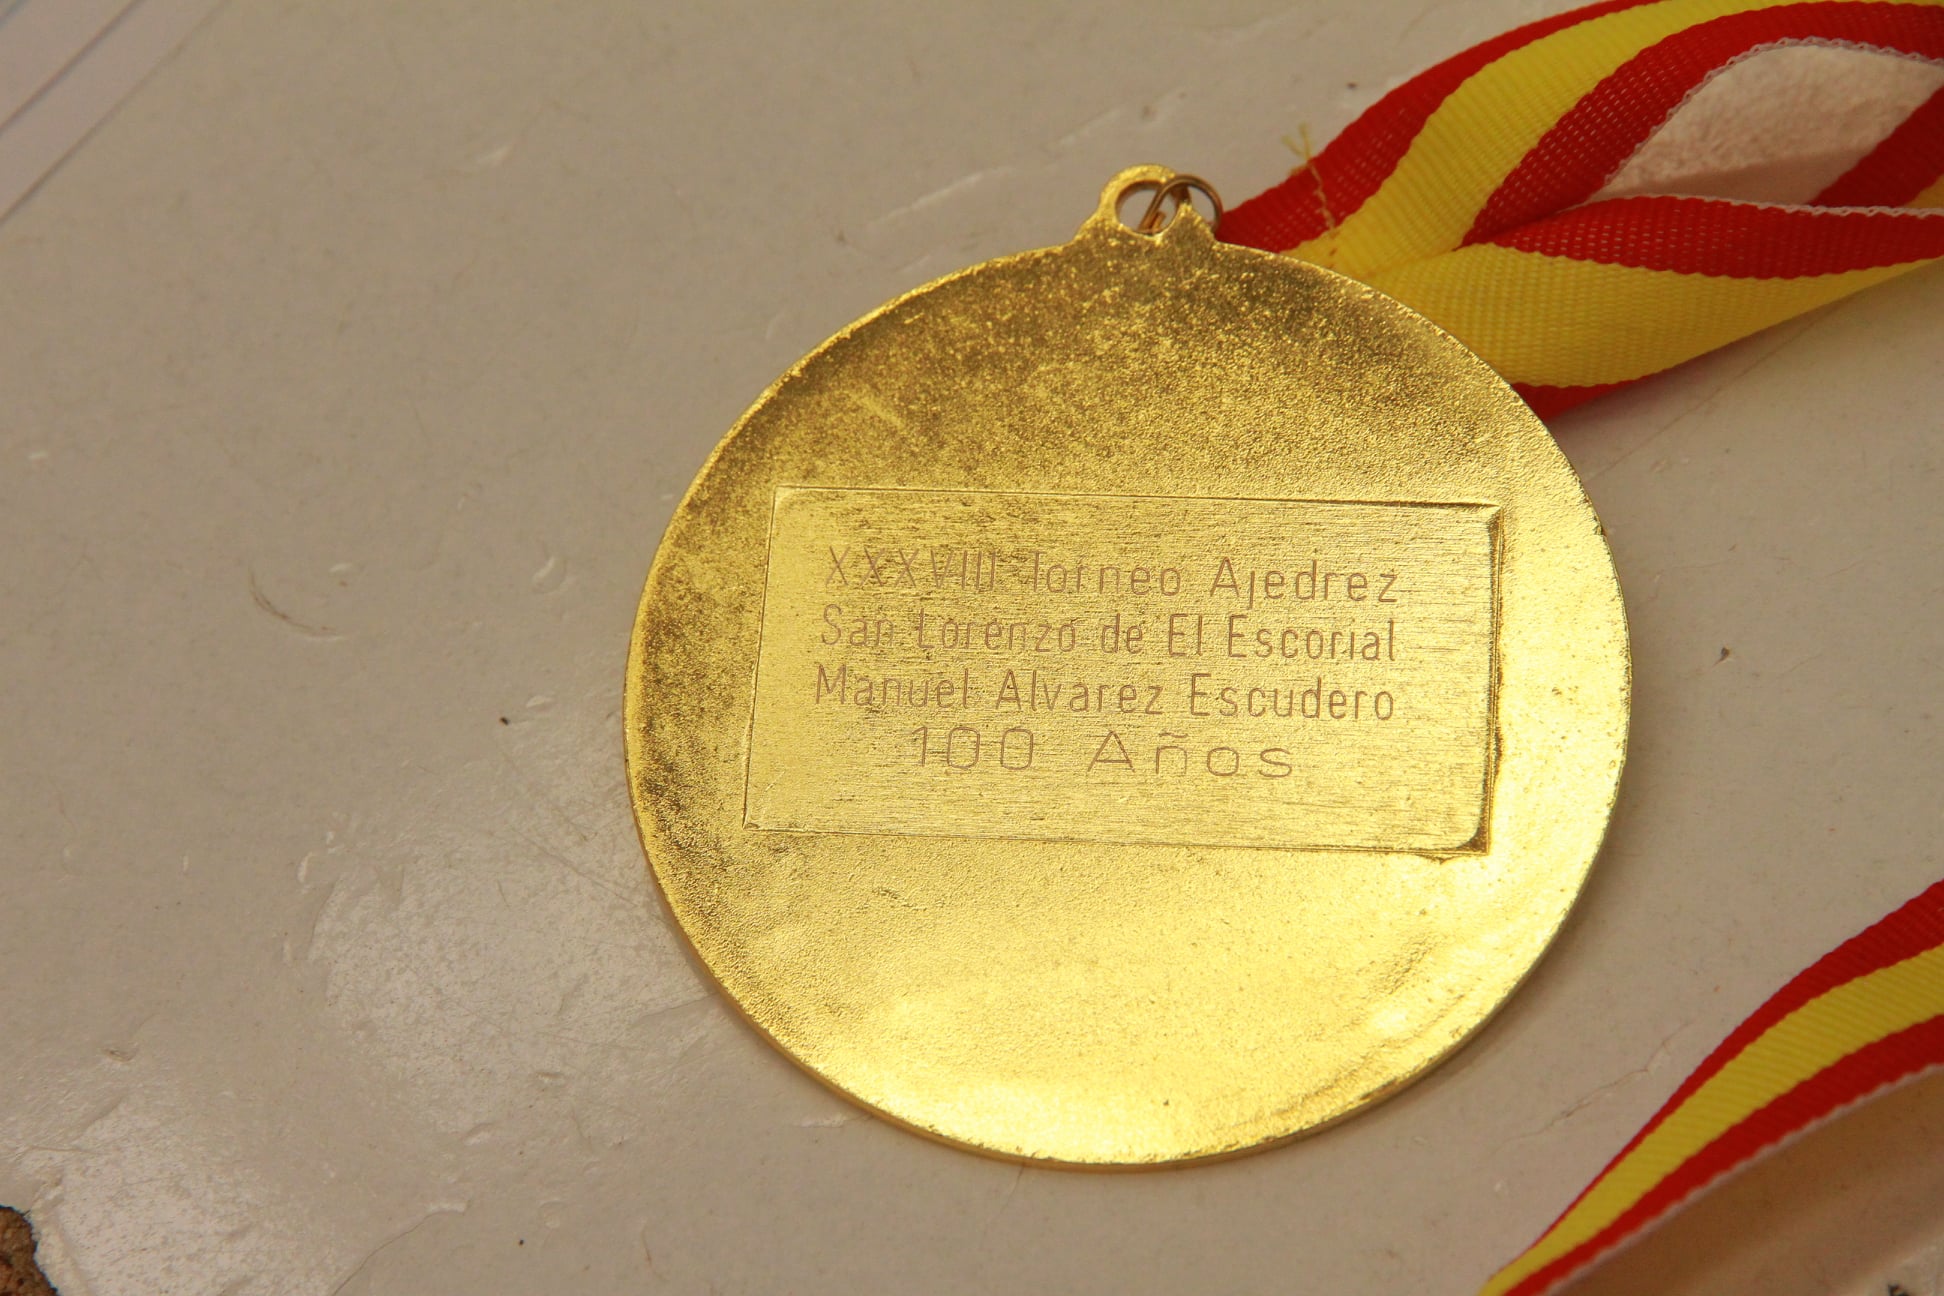 XXXVIII Torneo Ajedrez
San Lorenzo de El Escorial
Manuel Alvarez Escudero
100 Años